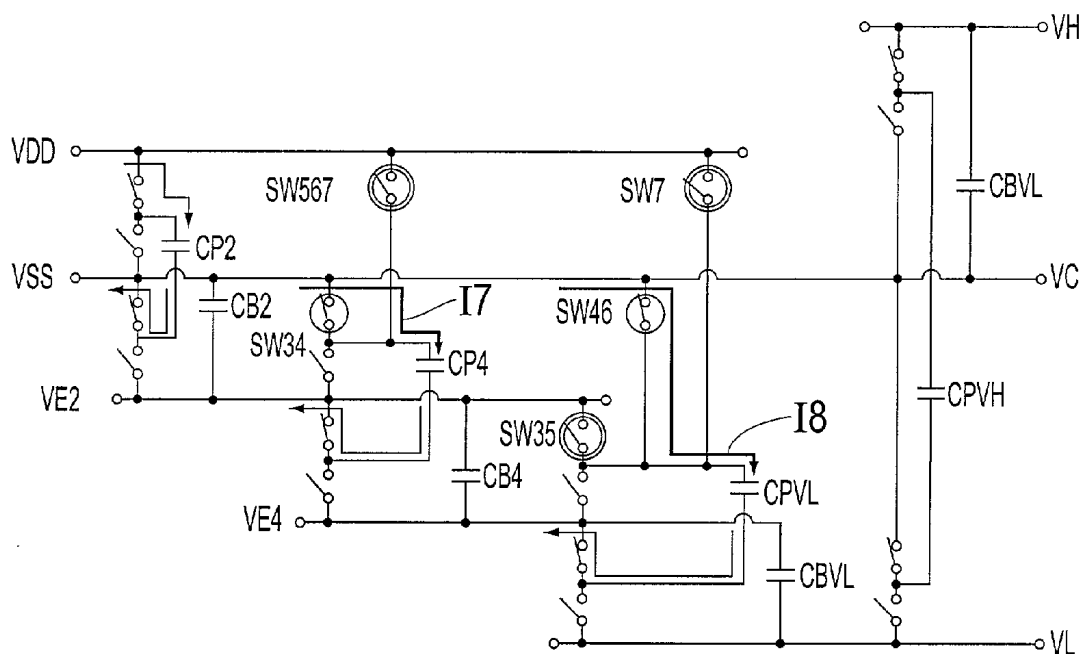 VH
VDD
SW567
SW7
CBVL
CP2
VSS
VC
CB2
I7
SW46
SW34
CP4
CPVH
VE2
SW35
I8
CB4
CPVL
VE4
CBVL
VL